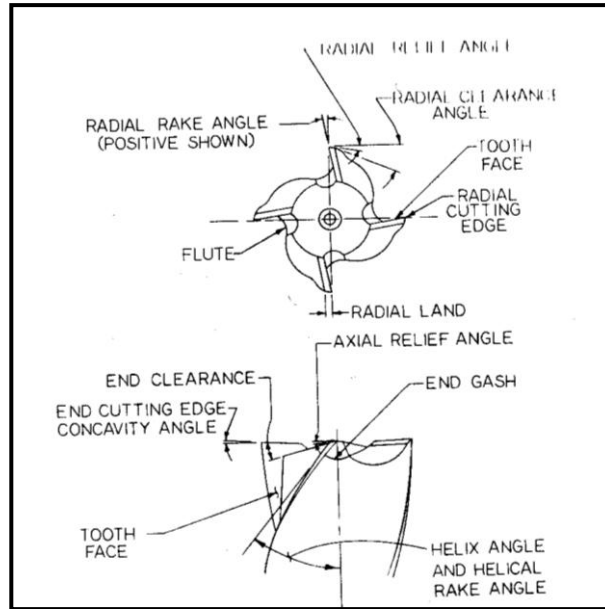 RADIAL RELIEF ANGLE
RADIAL CLEARANCE
ANGLE
RADIAL RAKE ANGLE
(POSITIVE SHOWN)
TOOTH
FACE
RADIAL
CUTTING
EDGE
FLUTE
RADIAL LAND
AXIAL RELIEF ANGLE
END CLEARANCE
END GASH
END CUTTING EDGE
CONCAVITY ANGLE
TOOTH
FACE
HELIX ANGLE
AND HELICAL
RAKE ANGLE